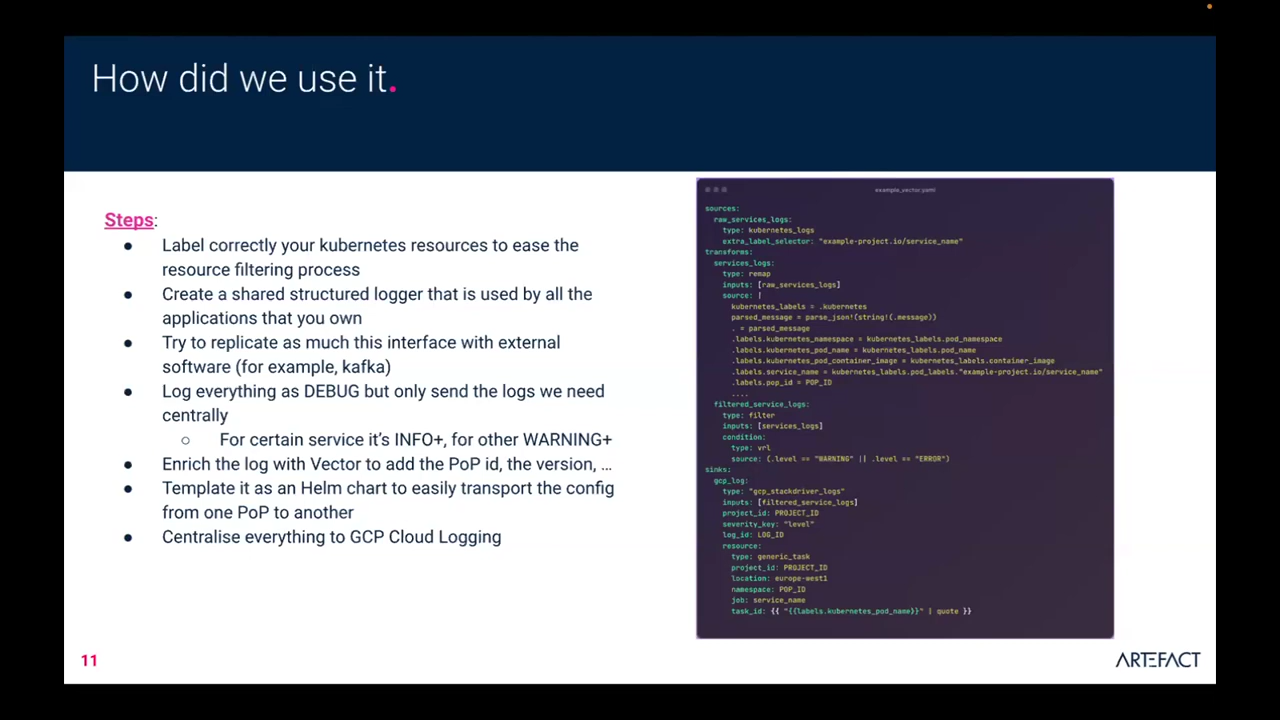 How did we use it.
Steps:
● Label correctly your kubernetes resources to ease the
resource filtering process
● Create a shared structured logger that is used by all the
applications that you own
● Try to replicate as much this interface with external
software (for example, kafka)
● Log everything as DEBUG but only send the logs we need
centrally
○ For certain service it's INFO+, for other WARNING+
● Enrich the log with Vector to add the PoP id, the version, ...
● Template it as an Helm chart to easily transport the config
from one PoP to another
● Centralise everything to GCP Cloud Logging
example_vector.yaml
sources:
  raw_services_logs:
    type: kubernetes_logs
    extra_label_selector: "example-project.io/service_name"
transforms:
  services_logs:
    type: remap
    inputs: [raw_services_logs]
    source: |
      kubernetes_labels = .kubernetes
      parsed_message = parse_json!(string!(.message))
      . = parsed_message
      .labels.kubernetes_namespace = kubernetes_labels.pod_namespace
      .labels.kubernetes_pod_name = kubernetes_labels.pod_name
      .labels.kubernetes_pod_container_image = kubernetes_labels.container_image
      .labels.service_name = kubernetes_labels.pod_labels."example-project.io/service_name"
      .labels.pop_id = POP_ID
      ....
  filtered_service_logs:
    type: filter
    inputs: [services_logs]
    condition:
      type: vrl
      source: (.level == "WARNING" || .level == "ERROR")
sinks:
  gcp_log:
    type: "gcp_stackdriver_logs"
    inputs: [filtered_service_logs]
    project_id: PROJECT_ID
    severity_key: "level"
    log_id: LOG_ID
    resource:
      type: generic_task
      project_id: PROJECT_ID
      location: europe-west1
      namespace: POP_ID
      job: service_name
      task_id: {{ "{{labels.kubernetes_pod_name}}" | quote }}
11
ARTEFACT